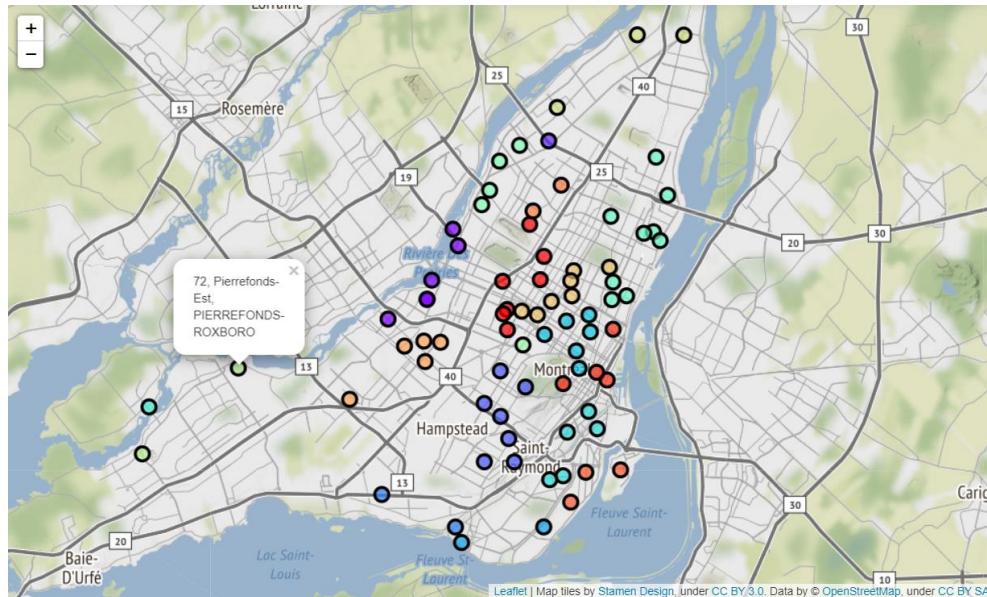 Lorraine
+
−
30
25
40
15
Rosemère
25
19
Rivière Des
Prairies
20
30
×
72, Pierrefonds-
Est,
PIERREFONDS-
ROXBORO
13
40
Hampstead
Saint-
Raymond
13
30
Carig
Fleuve Saint-
Laurent
20
Baie-
D'Urfé
Lac Saint-
Louis
Fleuve St-
Laurent
10
Leaflet | Map tiles by Stamen Design, under CC BY 3.0. Data by © OpenStreetMap, under CC BY SA